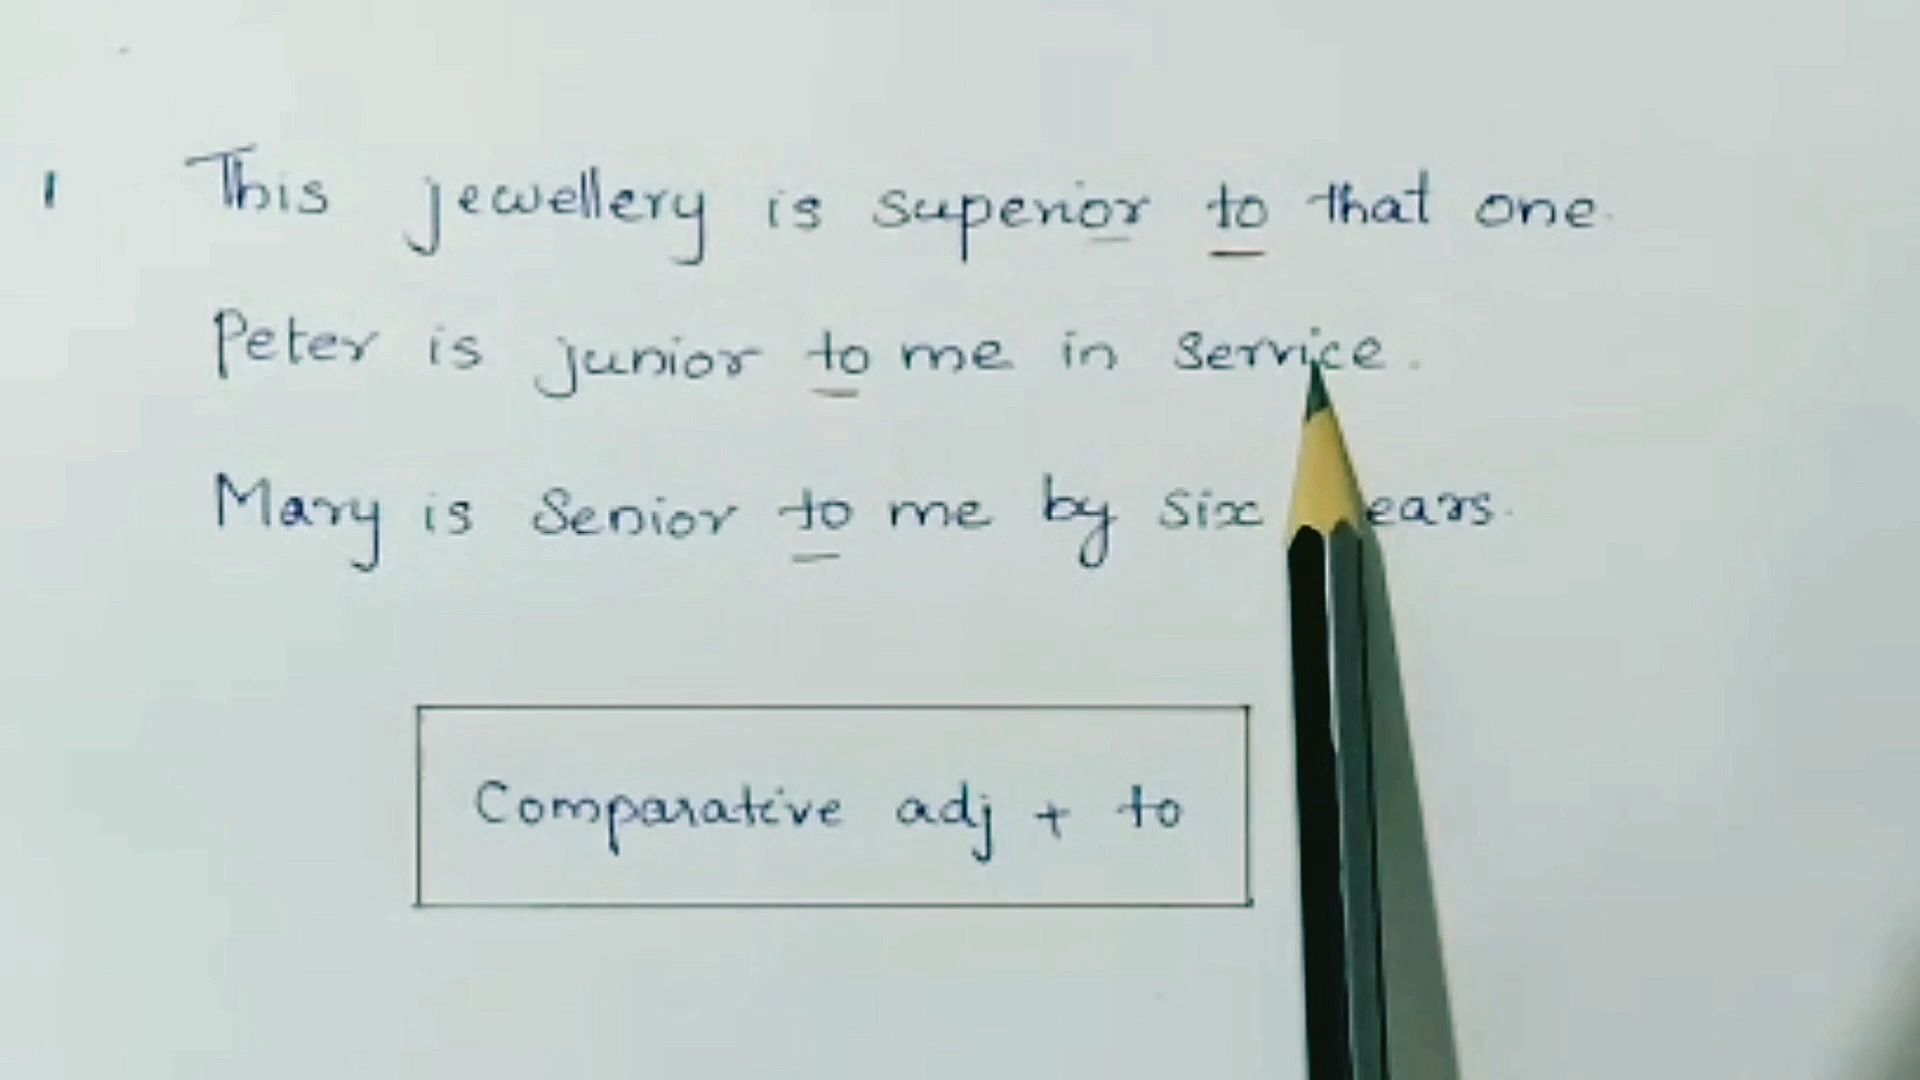 1 This jewellery is superior to that one.
Peter is junior to me in service.
Mary is Senior to me by six ears.
Comparative adj + to